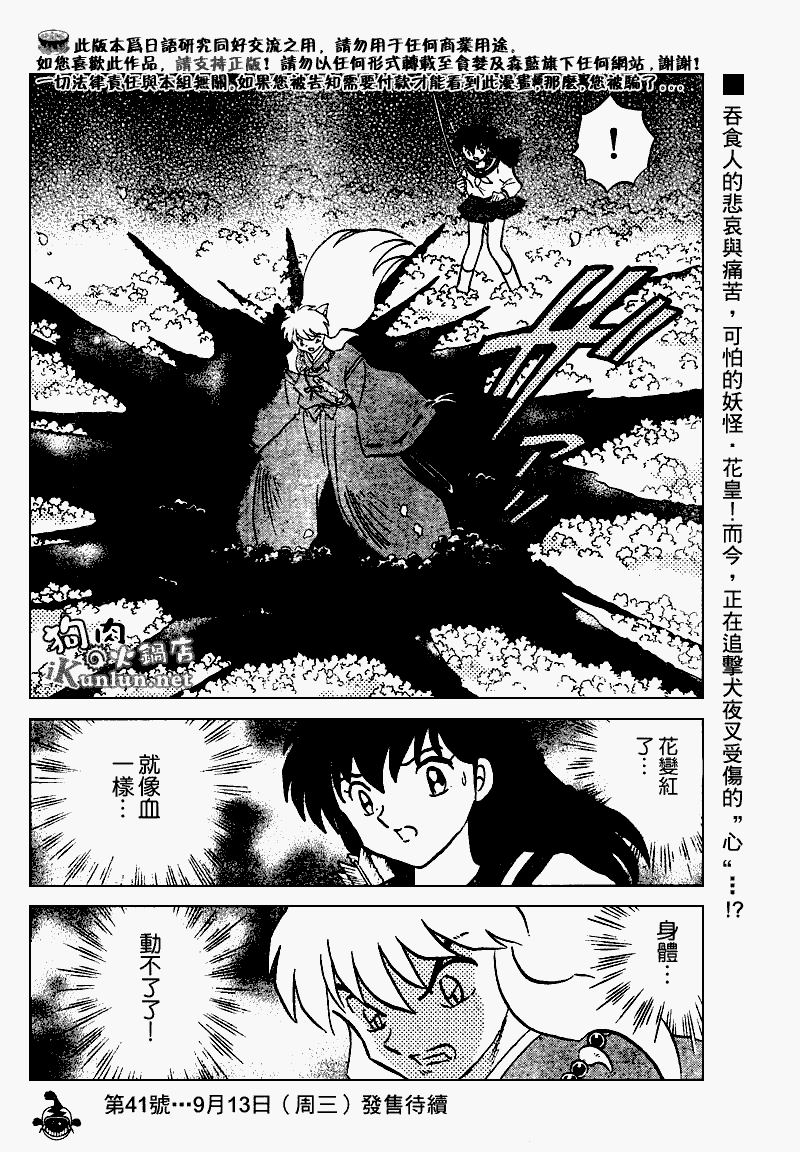 此版本爲日語研究同好交流之用，請勿用于任何商業用途。
如您喜歡此作品，請支持正版！請勿以任何形式轉載至貪婪及森藍旗下任何網站，謝謝！
一切法律責任與本組無關，如果您被告知需要付款才能看到此漫畫，那麼，您被騙了...
■吞食人的悲哀與痛苦，可怕的妖怪·花皇！而今，正在追擊犬夜叉受傷的”心“…!?
！
狗肉の火鍋店
iKunlun.net
花變紅
了…
就像血
一樣…
身體…
動不了了！
第41號…9月13日（周三）發售待續